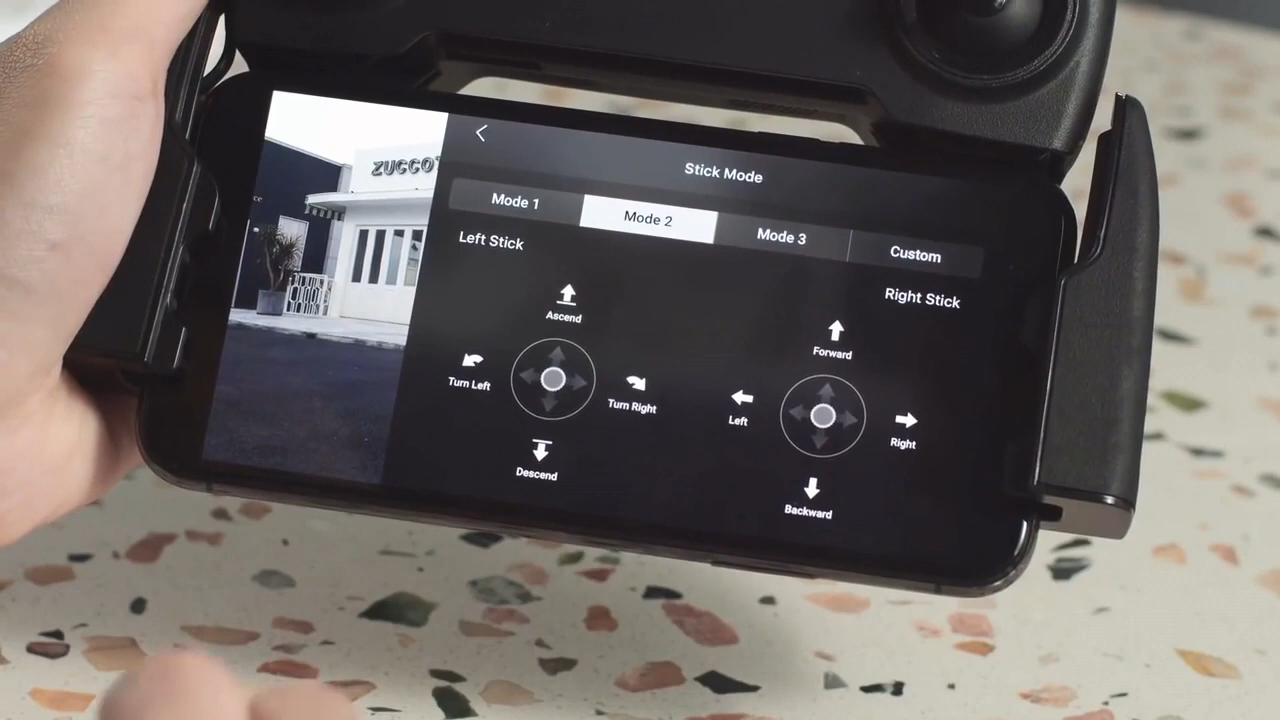 ZUCCO
Stick Mode
Mode 1
Mode 2
Mode 3
Custom
Left Stick
Right Stick
Ascend
Forward
Turn Left
Turn Right
Left
Right
Descend
Backward